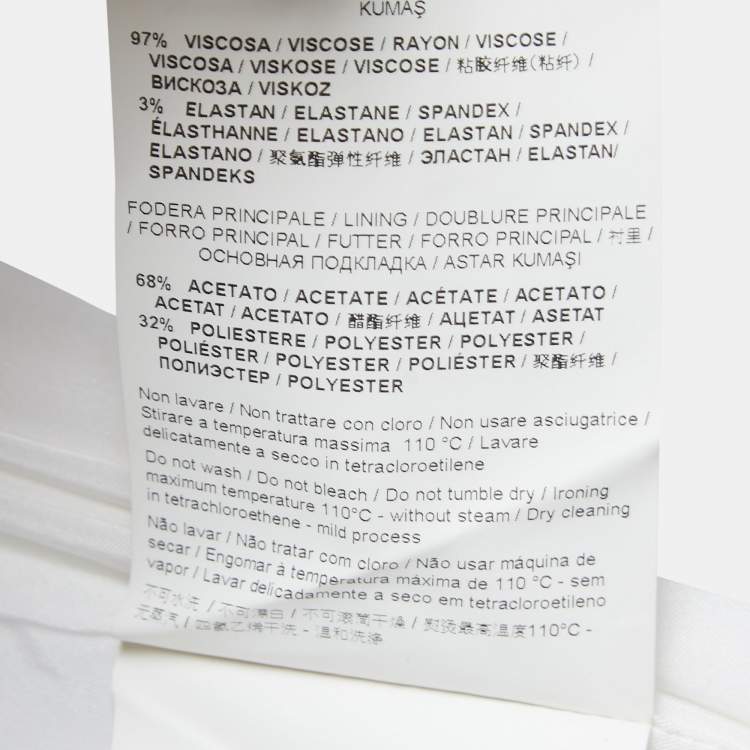 KUMAŞ
97% VISCOSA / VISCOSE / RAYON / VISCOSE /
VISCOSA / VISKOSE / VISCOSE / 粘胶纤维(粘纤) /
ВИСКОЗА / VISKOZ
3% ELASTAN / ELASTANE / SPANDEX /
ÉLASTHANNE / ELASTANO / ELASTAN / SPANDEX /
ELASTANO / 聚氨酯弹性纤维 / ЭЛАСТАН / ELASTAN/
SPANDEKS
FODERA PRINCIPALE / LINING / DOUBLURE PRINCIPALE
/ FORRO PRINCIPAL / FUTTER / FORRO PRINCIPAL / 衬里 /
ОСНОВНАЯ ПОДКЛАДКА / ASTAR KUMAŞI
68% ACETATO / ACETATE / ACÉTATE / ACETATO /
ACETAT / ACETATO / 醋酯纤维 / АЦЕТАТ / ASETAT
32% POLIESTERE / POLYESTER / POLYESTER /
POLIÉSTER / POLYESTER / POLIÉSTER / 聚酯纤维 /
ПОЛИЭСТЕР / POLYESTER
Non lavare / Non trattare con cloro / Non usare asciugatrice /
Stirare a temperatura massima 110 °C / Lavare
delicatamente a secco in tetracloroetilene
Do not wash / Do not bleach / Do not tumble dry / Ironing
maximum temperature 110°C - without steam / Dry cleaning
in tetrachloroethene - mild process
Não lavar / Não tratar com cloro / Não usar máquina de
secar / Engomar à temperatura máxima de 110 °C - sem
vapor / Lavar delicadamente a seco em tetracloroetileno
不可水洗 / 不可漂白 / 不可滚筒干燥 / 熨烫最高温度110°C -
无蒸汽 / 四氯乙烯干洗 - 温和洗涤